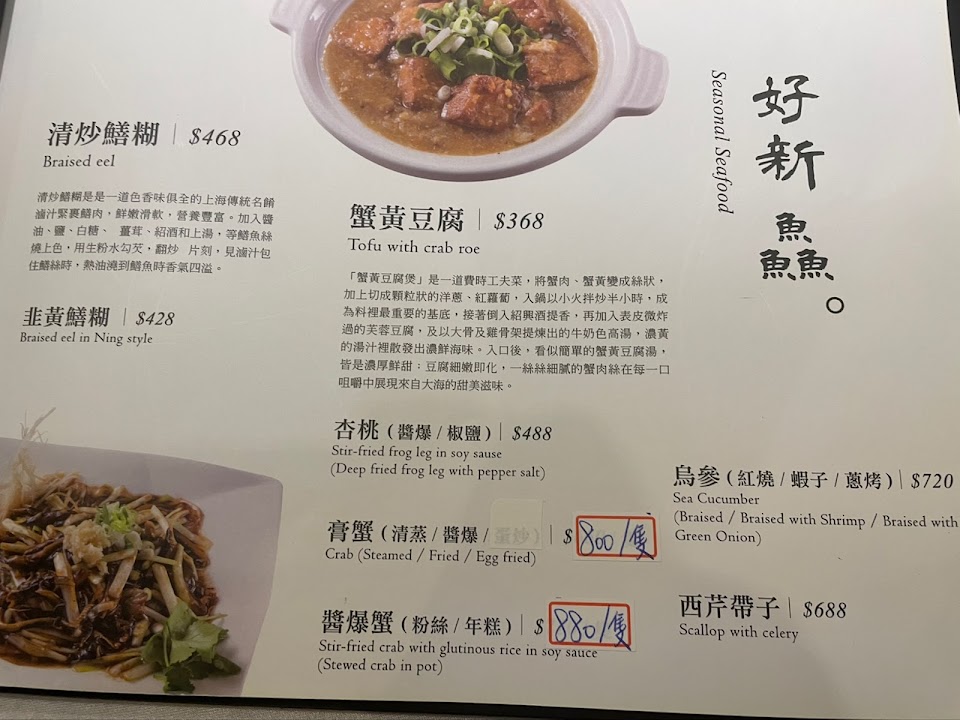 好新鱻。
Seasonal Seafood
清炒鱔糊 | $468
Braised eel
清炒鱔糊是是一道色香味俱全的上海傳統名餚
滷汁緊裹鱔肉，鮮嫩滑軟，營養豐富。加入醬
油、鹽、白糖、 薑茸、紹酒和上湯，等鱔魚絲
燒上色，用生粉水勾芡，翻炒 片刻，見滷汁包
住鱔絲時，熱油澆到鱔魚時香氣四溢。
韭黃鱔糊 | $428
Braised eel in Ning style
蟹黃豆腐 | $368
Tofu with crab roe
「蟹黃豆腐煲」是一道費時工夫菜，將蟹肉、蟹黃變成絲狀，
加上切成顆粒狀的洋蔥、紅蘿蔔，入鍋以小火拌炒半小時，成
為料裡最重要的基底，接著倒入紹興酒提香，再加入表皮微炸
過的芙蓉豆腐，及以大骨及雞骨架提煉出的牛奶色高湯，濃黃
的湯汁裡散發出濃鮮海味。入口後，看似簡單的蟹黃豆腐湯，
皆是濃厚鮮甜：豆腐細嫩即化，一絲絲細膩的蟹肉絲在每一口
咀嚼中展現來自大海的甜美滋味。
杏桃 ( 醬爆 / 椒鹽 ) | $488
Stir-fried frog leg in soy sause
(Deep fried frog leg with pepper salt)
膏蟹 ( 清蒸 / 醬爆 / 蛋炒 ) | $ 800/隻
Crab (Steamed / Fried / Egg fried)
醬爆蟹 ( 粉絲 / 年糕 ) | $ 880/隻
Stir-fried crab with glutinous rice in soy sauce
(Stewed crab in pot)
烏參 ( 紅燒 / 蝦子 / 蔥烤 ) | $720
Sea Cucumber
(Braised / Braised with Shrimp / Braised with
Green Onion)
西芹帶子 | $688
Scallop with celery